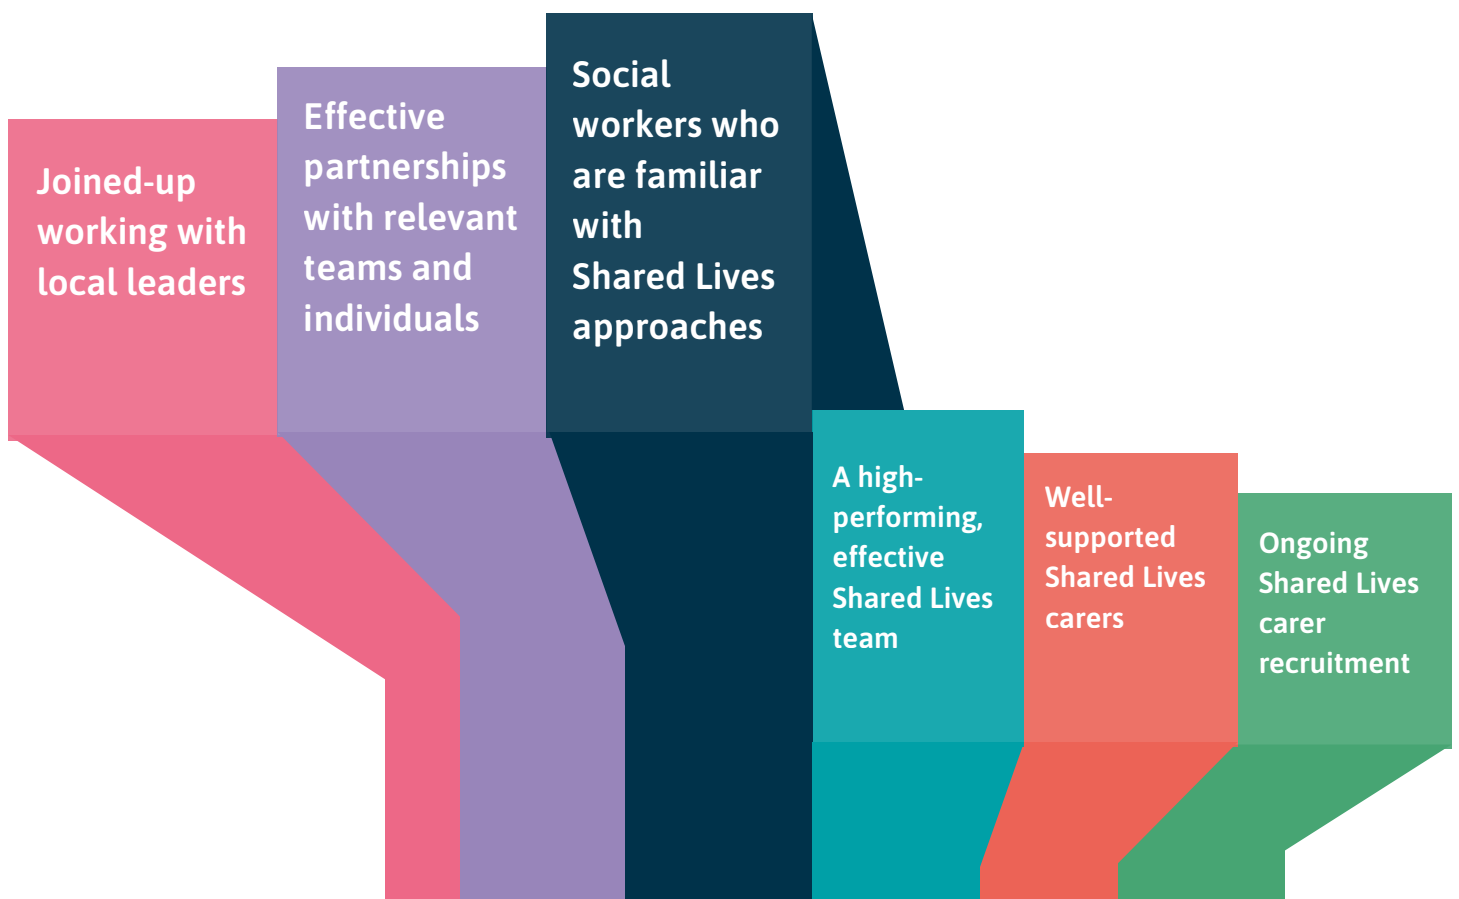 Joined-up
working with
local leaders
Effective
partnerships
with relevant
teams and
individuals
Social
workers who
are familiar
with
Shared Lives
approaches
A high-
performing,
effective
Shared Lives
team
Well-
supported
Shared Lives
carers
Ongoing
Shared Lives
carer
recruitment